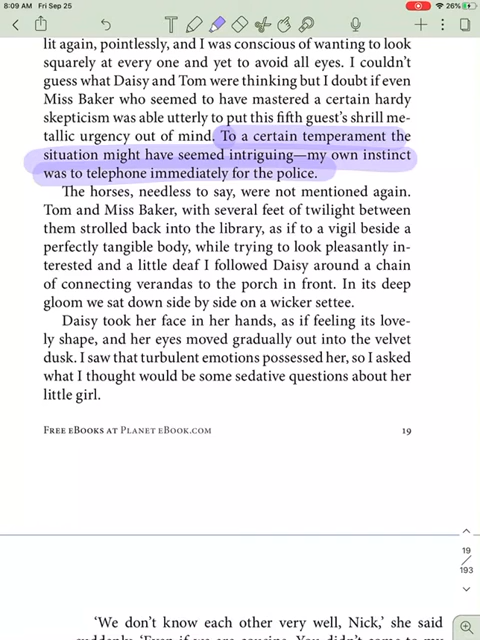 8:09 AM Fri Sep 25
26%
lit again, pointlessly, and I was conscious of wanting to look
squarely at every one and yet to avoid all eyes. I couldn't
guess what Daisy and Tom were thinking but I doubt if even
Miss Baker who seemed to have mastered a certain hardy
skepticism was able utterly to put this fifth guest's shrill me-
tallic urgency out of mind. To a certain temperament the
situation might have seemed intriguing—my own instinct
was to telephone immediately for the police.
The horses, needless to say, were not mentioned again.
Tom and Miss Baker, with several feet of twilight between
them strolled back into the library, as if to a vigil beside a
perfectly tangible body, while trying to look pleasantly in-
terested and a little deaf I followed Daisy around a chain
of connecting verandas to the porch in front. In its deep
gloom we sat down side by side on a wicker settee.
Daisy took her face in her hands, as if feeling its love-
ly shape, and her eyes moved gradually out into the velvet
dusk. I saw that turbulent emotions possessed her, so I asked
what I thought would be some sedative questions about her
little girl.
Free eBooks at Planet eBook.com 19
19
/
193
'We don't know each other very well, Nick,' she said